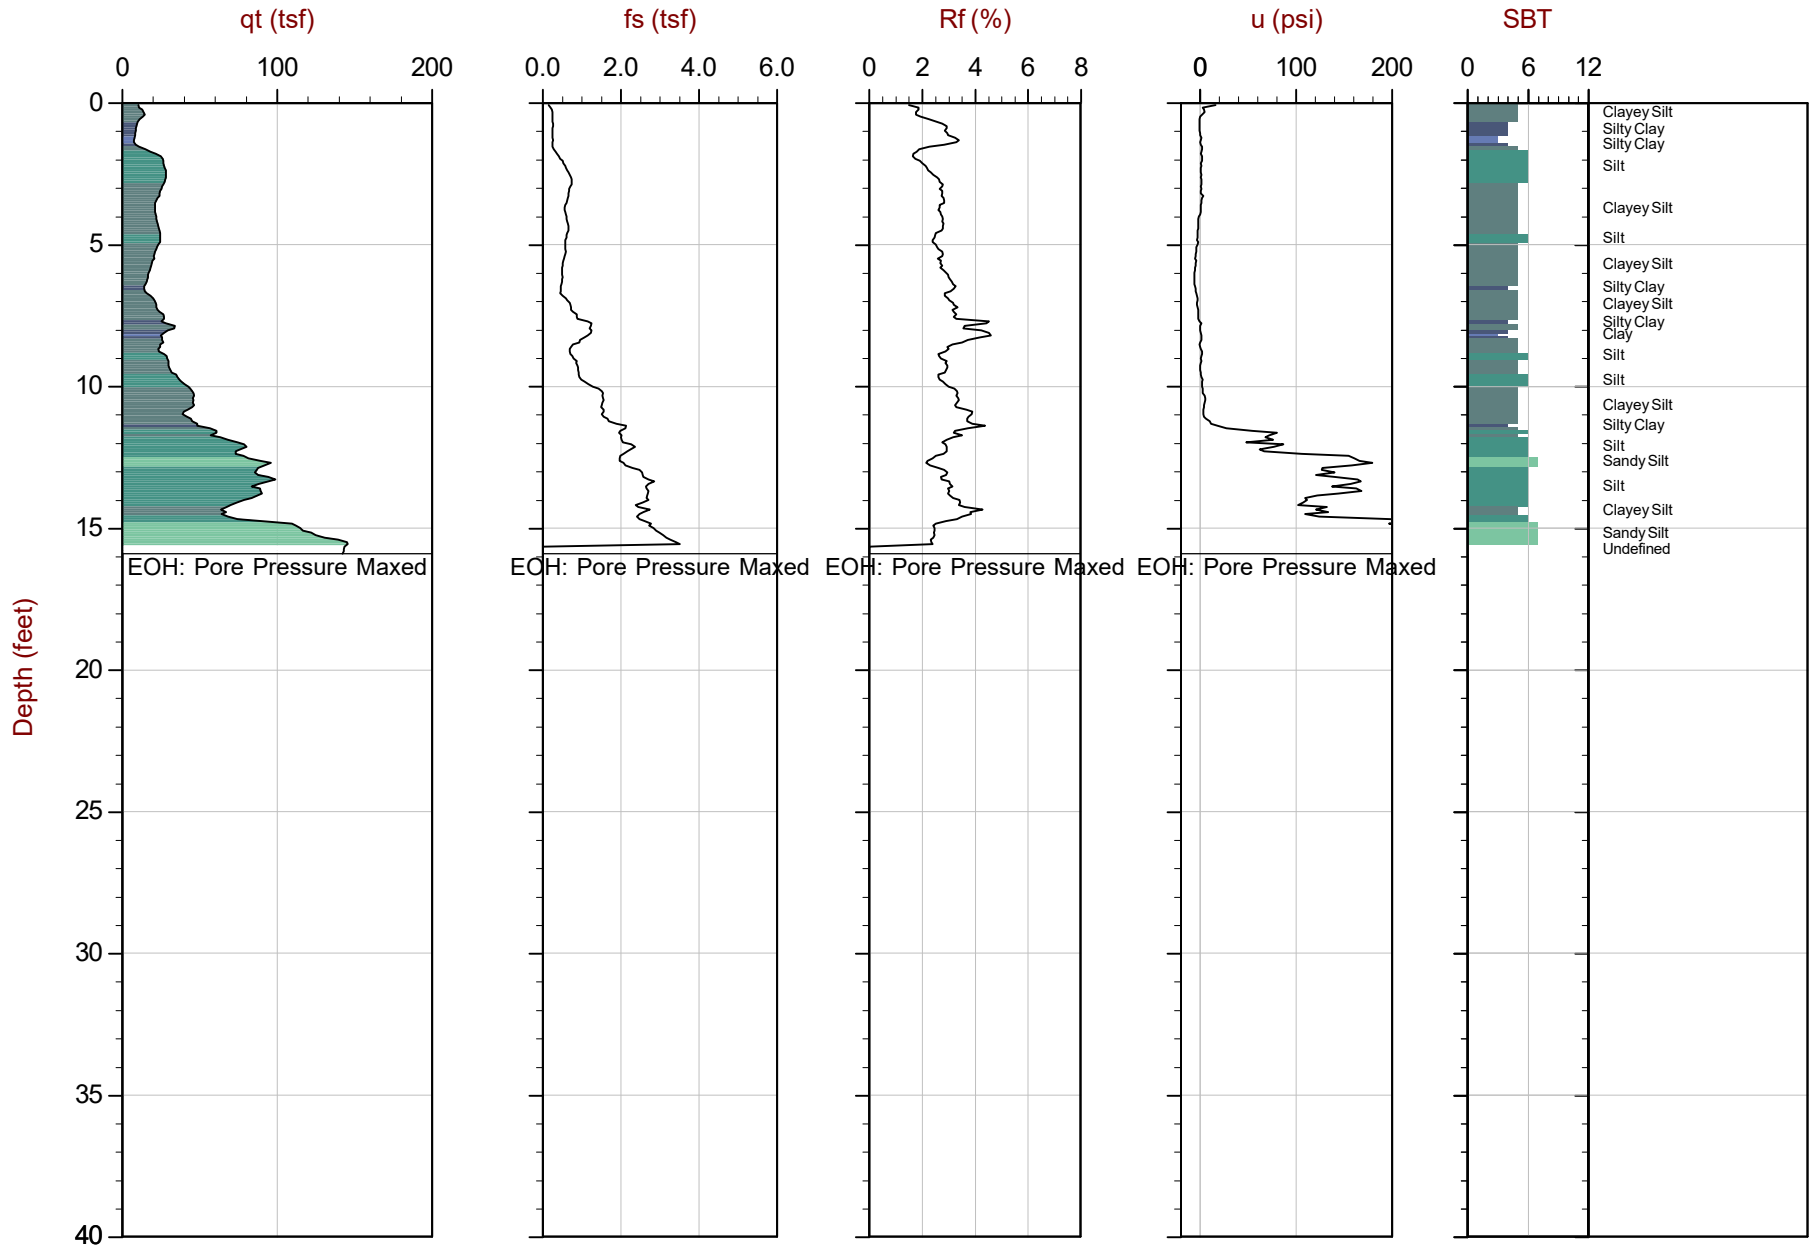 qt (tsf) fs (tsf) Rf (%) u (psi) SBT
0 100 200 0.0 2.0 4.0 6.0 0 2 4 6 8 0 100 200 0 6 12
0
Clayey Silt
Silty Clay
Silty Clay
Silt
Clayey Silt
Silt
5
Clayey Silt
Silty Clay
Clayey Silt
Silty Clay
Clay
Silt
10
Silt
Clayey Silt
Silty Clay
Silt
Sandy Silt
Silt
Clayey Silt
15
Sandy Silt
Undefined
EOH: Pore Pressure Maxed EOH: Pore Pressure Maxed EOH: Pore Pressure Maxed EOH: Pore Pressure Maxed
Depth (feet)
20
25
30
35
40